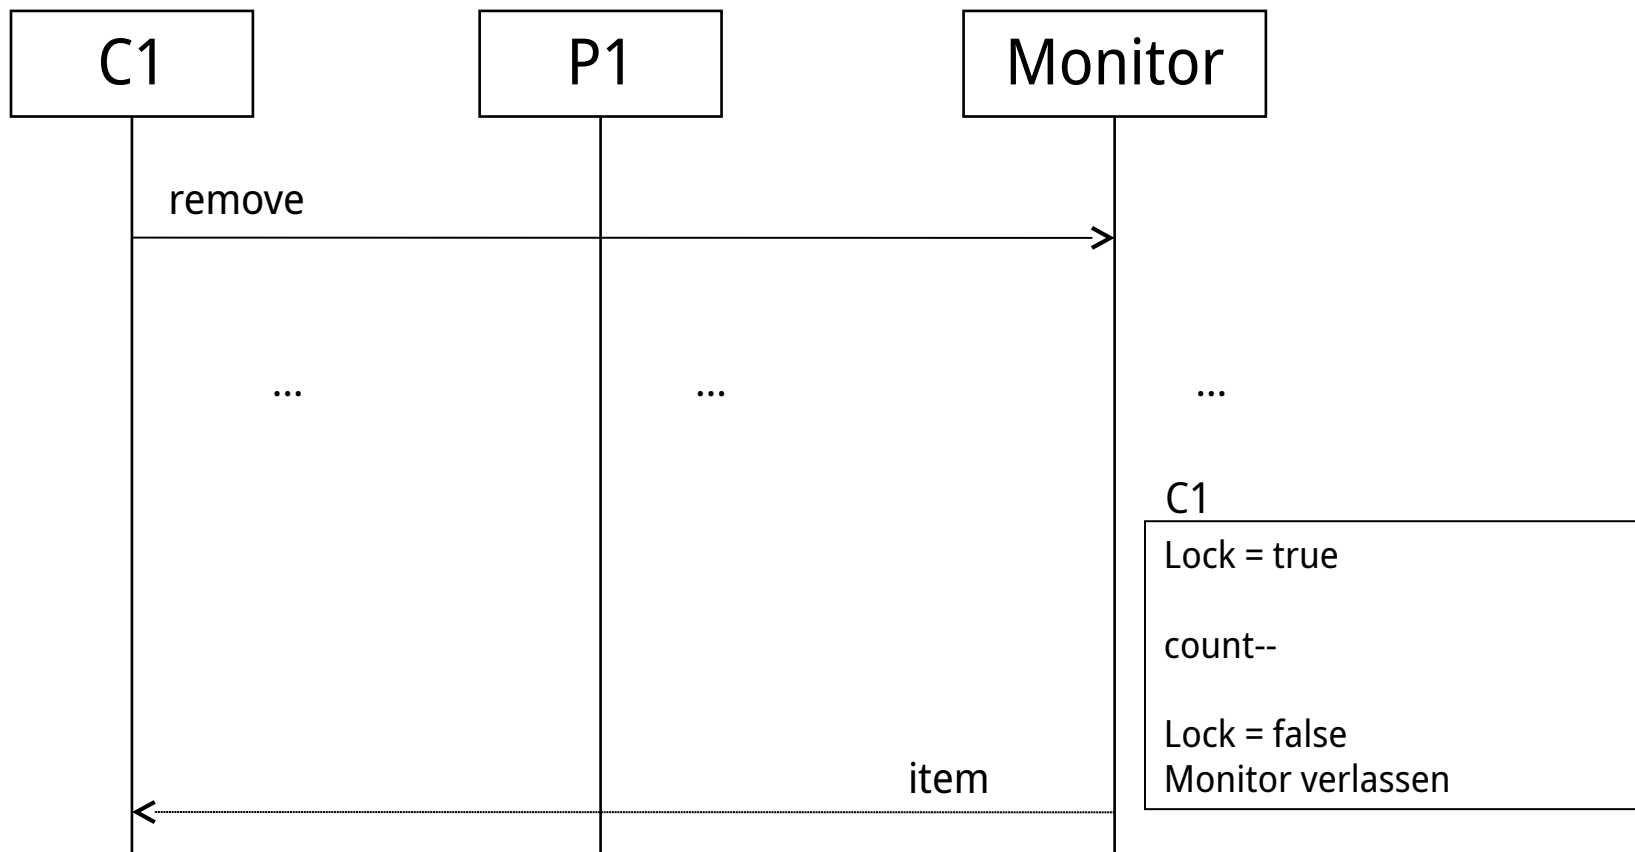 C1
P1
Monitor
remove
...
...
...
C1
Lock = true
count--
Lock = false
Monitor verlassen
item